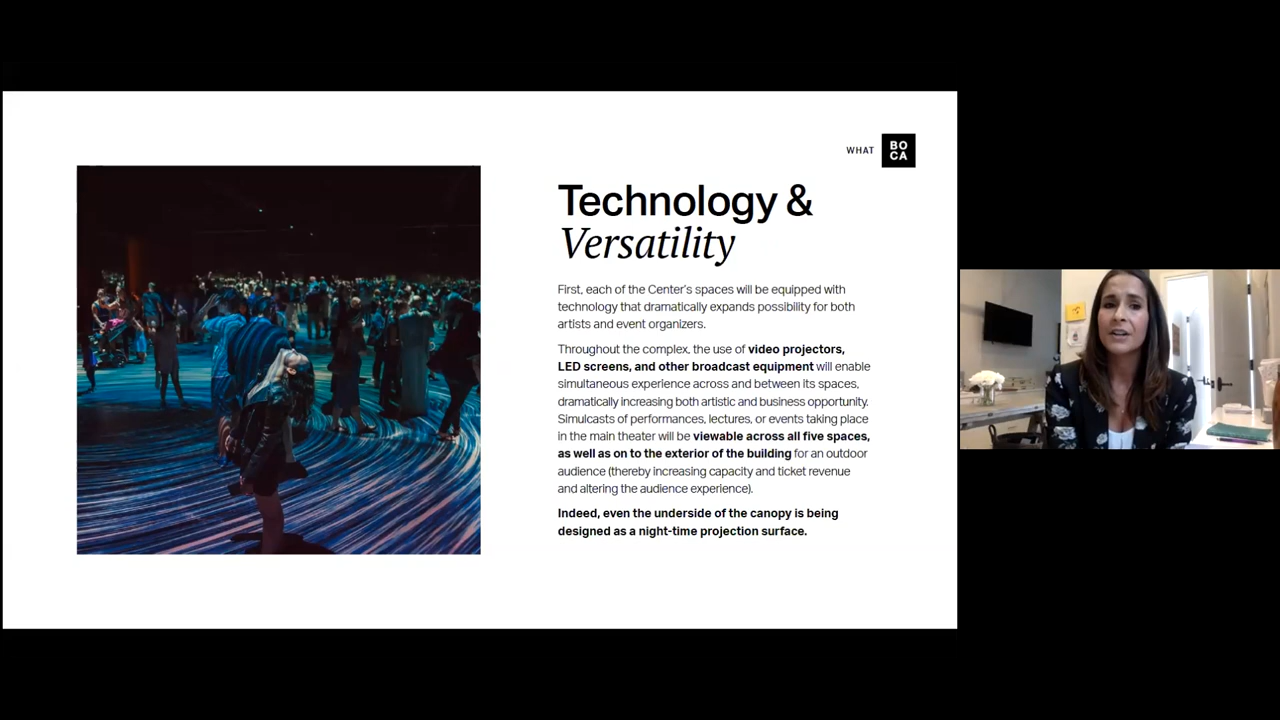 WHAT
BO
CA
Technology &
Versatility
First, each of the Center's spaces will be equipped with
technology that dramatically expands possibility for both
artists and event organizers.
Throughout the complex, the use of video projectors,
LED screens, and other broadcast equipment will enable
simultaneous experience across and between its spaces,
dramatically increasing both artistic and business opportunity.
Simulcasts of performances, lectures, or events taking place
in the main theater will be viewable across all five spaces,
as well as on to the exterior of the building for an outdoor
audience (thereby increasing capacity and ticket revenue
and altering the audience experience).
Indeed, even the underside of the canopy is being
designed as a night-time projection surface.